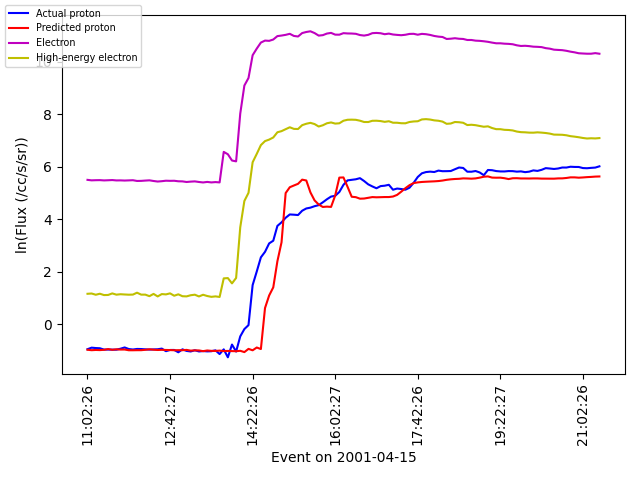 Actual proton
Predicted proton
Electron
High-energy electron
10
8
6
4
2
0
ln(Flux (/cc/s/sr))
11:02:26
12:42:27
14:22:26
16:02:27
17:42:26
19:22:27
21:02:26
Event on 2001-04-15